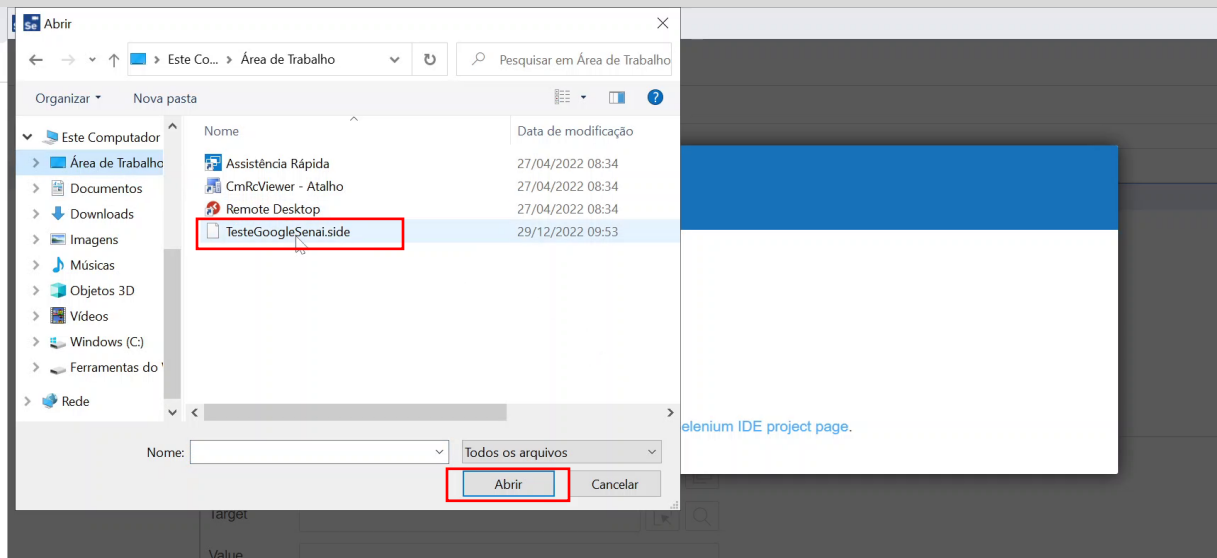 Se Abrir
Este Co... > Área de Trabalho
Pesquisar em Área de Trabalho
Organizar
Nova pasta
Este Computador
Área de Trabalho
Documentos
Downloads
Imagens
Músicas
Objetos 3D
Vídeos
Windows (C:)
Ferramentas do
Rede
Nome
Data de modificação
Assistência Rápida
27/04/2022 08:34
CmRcViewer - Atalho
27/04/2022 08:34
Remote Desktop
27/04/2022 08:34
TesteGoogleSenai.side
29/12/2022 09:53
elenium IDE project page.
Nome:
Todos os arquivos
Abrir
Cancelar
Target
Value